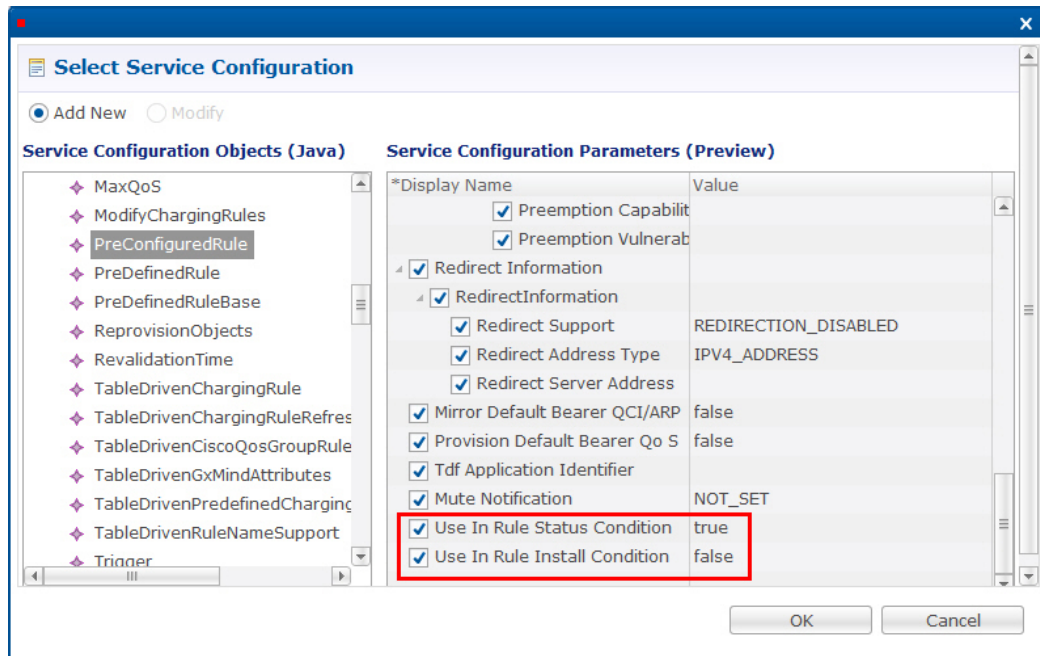 Select Service Configuration
Add New Modify
Service Configuration Objects (Java)
MaxQoS
ModifyChargingRules
PreConfiguredRule
PreDefinedRule
PreDefinedRuleBase
ReprovisionObjects
RevalidationTime
TableDrivenChargingRule
TableDrivenChargingRuleRefres
TableDrivenCiscoQosGroupRule
TableDrivenGxMindAttributes
TableDrivenPredefinedCharging
TableDrivenRuleNameSupport
Trigger
Service Configuration Parameters (Preview)
*Display Name Value
Preemption Capabilit
Preemption Vulnerab
Redirect Information
RedirectInformation
Redirect Support REDIRECTION_DISABLED
Redirect Address Type IPV4_ADDRESS
Redirect Server Address
Mirror Default Bearer QCI/ARP false
Provision Default Bearer Qo S false
Tdf Application Identifier
Mute Notification NOT_SET
Use In Rule Status Condition true
Use In Rule Install Condition false
OK Cancel